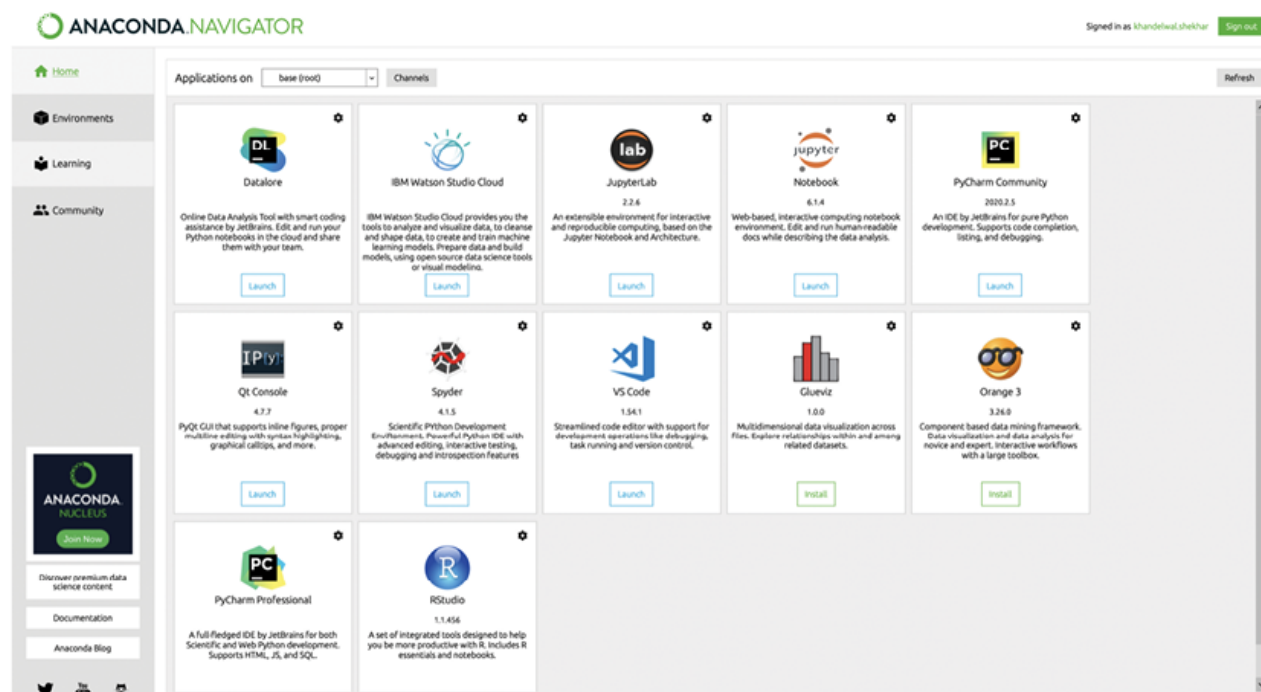 ANACONDA.NAVIGATOR
Signed in as khandelwal.shekhar
Sign out
Home
Environments
Learning
Community
Applications on
base (root)
Channels
Refresh
DL
Datalore
Online Data Analysis Tool with smart coding
assistance by JetBrains. Edit and run your
Python notebooks in the cloud and share
them with your team.
Launch
IBM Watson Studio Cloud
IBM Watson Studio Cloud provides you the
tools to analyze and visualize data, to cleanse
and shape data, to create and train machine
learning models. Prepare data and build
models, using open source data science tools
or visual modeling.
Launch
lab
JupyterLab
2.2.6
An extensible environment for interactive
and reproducible computing, based on the
Jupyter Notebook and Architecture.
Launch
jupyter
Notebook
6.1.4
Web-based, interactive computing notebook
environment. Edit and run human-readable
docs while describing the data analysis.
Launch
PC
PyCharm Community
2020.2.5
An IDE by JetBrains for pure Python
development. Supports code completion,
listing, and debugging.
Launch
IP[y]:
Qt Console
4.7.7
PyQt GUI that supports inline figures, proper
multiline editing with syntax highlighting,
graphical calltips, and more.
Launch
Spyder
4.1.5
Scientific PYthon Development
EnviRonment. Powerful Python IDE with
advanced editing, interactive testing,
debugging and introspection features
Launch
VS Code
1.54.1
Streamlined code editor with support for
development operations like debugging,
task running and version control.
Launch
Glueviz
1.0.0
Multidimensional data visualization across
files. Explore relationships within and among
related datasets.
Install
Orange 3
3.26.0
Component based data mining framework.
Data visualization and data analysis for
novice and expert. Interactive workflows
with a large toolbox.
Install
PC
PyCharm Professional
A full-fledged IDE by JetBrains for both
Scientific and Web Python development.
Supports HTML, JS, and SQL.
R
RStudio
1.1.456
A set of integrated tools designed to help
you be more productive with R. Includes R
essentials and notebooks.
ANACONDA.
NUCLEUS
Join Now
Discover premium data
science content
Documentation
Anaconda Blog
You